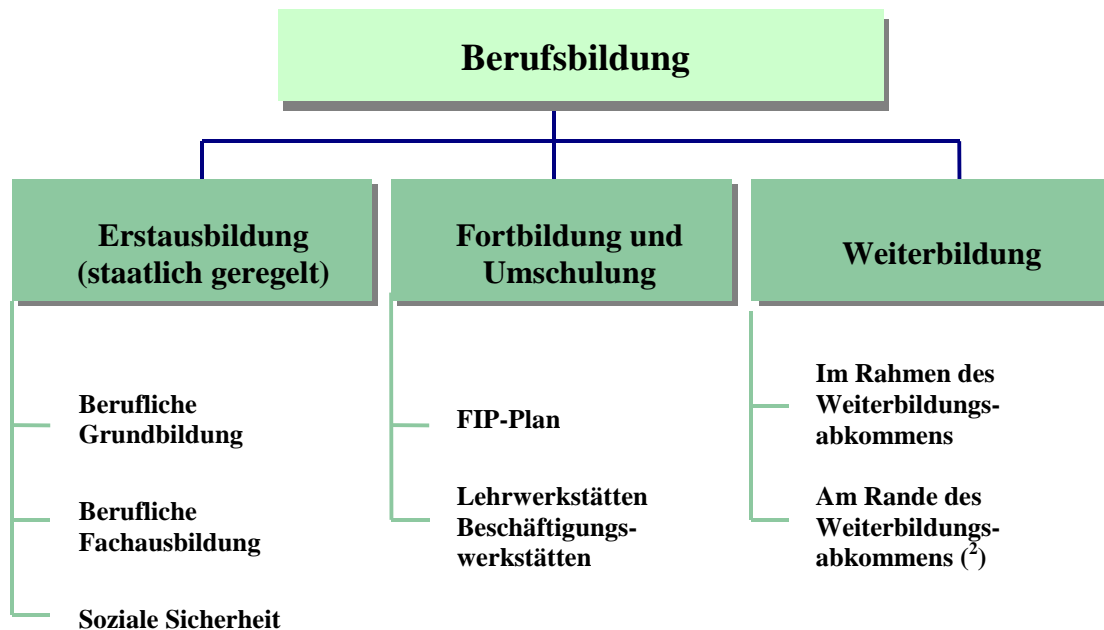 Berufsbildung
Erstausbildung
(staatlich geregelt)
Berufliche
Grundbildung
Berufliche
Fachausbildung
Soziale Sicherheit
Fortbildung und
Umschulung
FIP-Plan
Lehrwerkstätten
Beschäftigungs-
werkstätten
Weiterbildung
Im Rahmen des
Weiterbildungs-
abkommens
Am Rande des
Weiterbildungs-
abkommens (²)